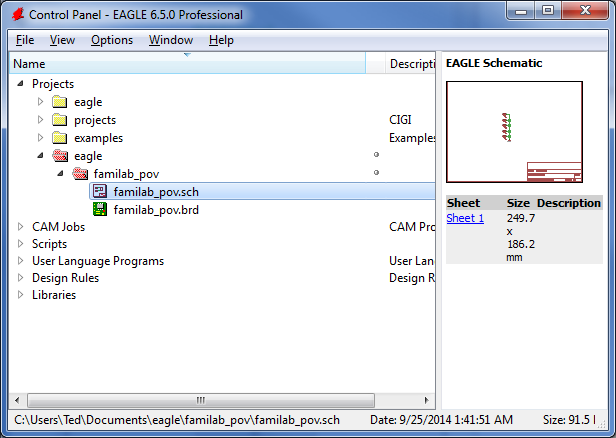 Control Panel - EAGLE 6.5.0 Professional
File View Options Window Help
Name Descripti
Projects
eagle
projects CIGI
examples Examples
eagle
familab_pov
familab_pov.sch
familab_pov.brd
CAM Jobs CAM Pro
Scripts
User Language Programs User Lan
Design Rules Design R
Libraries
EAGLE Schematic
Sheet Size Description
Sheet 1 249.7
x
186.2
mm
C:\Users\Ted\Documents\eagle\familab_pov\familab_pov.sch Date: 9/25/2014 1:41:51 AM Size: 91.5